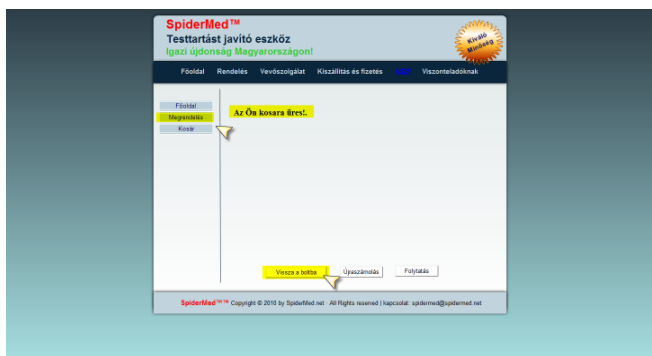 SpiderMed™
Testtartást javító eszköz
Igazi újdonság Magyarországon!
Kiváló
Minőség
Főoldal Rendelés Vevőszolgálat Kiszállítás és fizetés Viszonteladóknak
Főoldal
Megrendelés
Kosár
Az Ön kosara üres!.
Vissza a boltba Újraszámolás Folytatás
SpiderMed™ ™ Copyright © 2010 by SpiderMed.net · All Rights reserved | kapcsolat: spidermed@spidermed.net